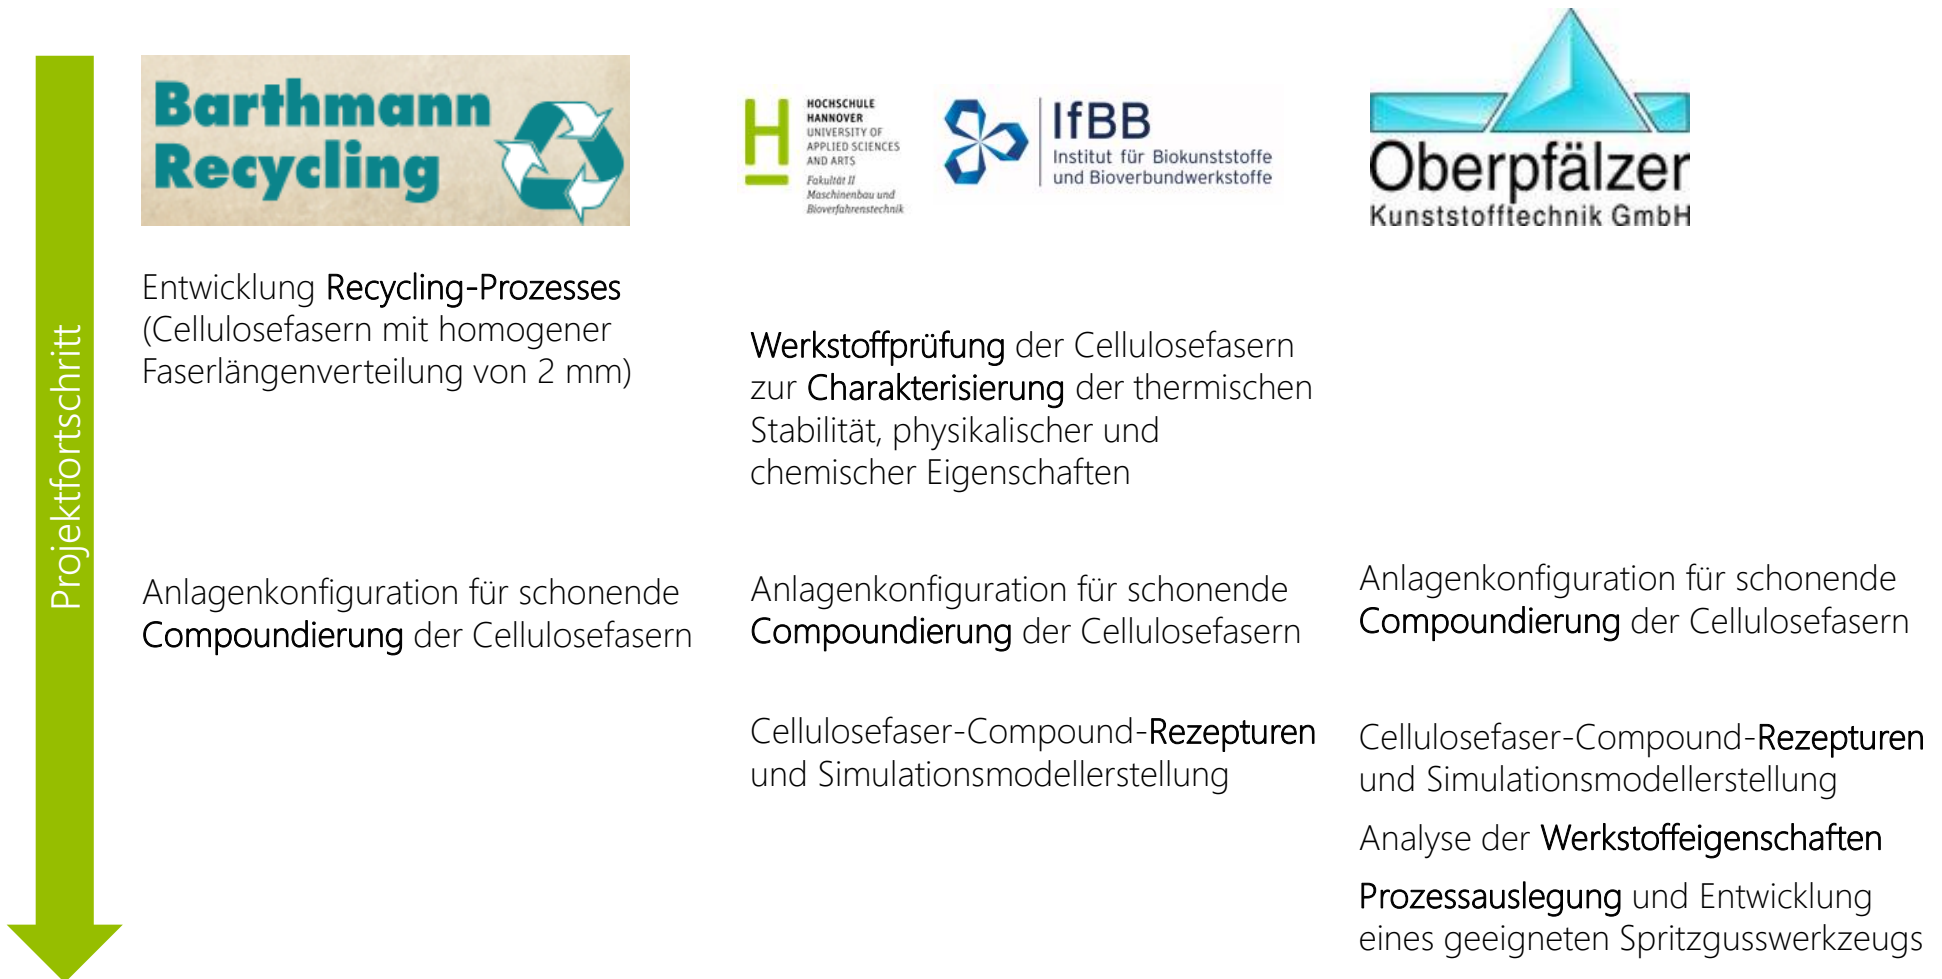 Projektfortschritt
Barthmann
Recycling
HOCHSCHULE
HANNOVER
UNIVERSITY OF
APPLIED SCIENCES
AND ARTS
Fakultät II
Maschinenbau und
Bioverfahrenstechnik
IfBB
Institut für Biokunststoffe
und Bioverbundwerkstoffe
Oberpfälzer
Kunststofftechnik GmbH
Entwicklung Recycling-Prozesses
(Cellulosefasern mit homogener
Faserlängenverteilung von 2 mm)
Werkstoffprüfung der Cellulosefasern
zur Charakterisierung der thermischen
Stabilität, physikalischer und
chemischer Eigenschaften
Anlagenkonfiguration für schonende
Compoundierung der Cellulosefasern
Anlagenkonfiguration für schonende
Compoundierung der Cellulosefasern
Anlagenkonfiguration für schonende
Compoundierung der Cellulosefasern
Cellulosefaser-Compound-Rezepturen
und Simulationsmodellerstellung
Cellulosefaser-Compound-Rezepturen
und Simulationsmodellerstellung
Analyse der Werkstoffeigenschaften
Prozessauslegung und Entwicklung
eines geeigneten Spritzgusswerkzeugs